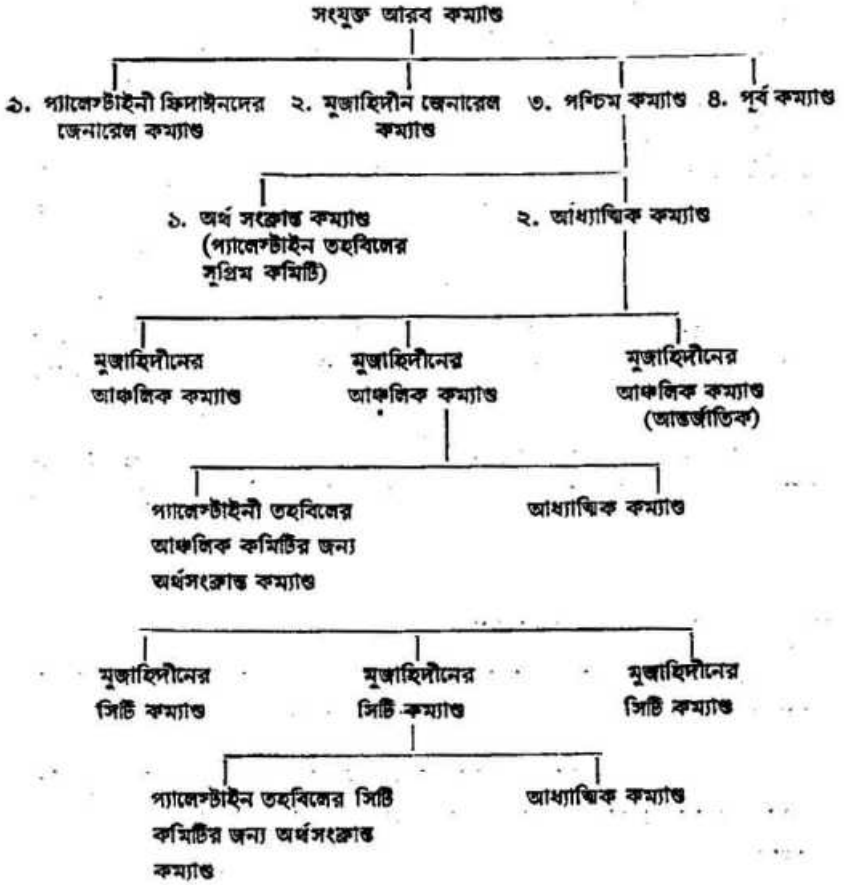 সংযুক্ত আরব কম্যাণ্ড
১. প্যালেস্টাইনী ফিদাঈনদের ২. মুজাহিদীন জেনারেল ৩. পশ্চিম কম্যাণ্ড ৪. পূর্ব কম্যাণ্ড
জেনারেল কম্যাণ্ড কম্যাণ্ড
১. অর্থ সংক্রান্ত কম্যাণ্ড ২. আধ্যাত্মিক কম্যাণ্ড
(প্যালেস্টাইন তহবিলের
সুপ্রিম কমিটি)
মুজাহিদীনের মুজাহিদীনের মুজাহিদীনের
আঞ্চলিক কম্যাণ্ড আঞ্চলিক কম্যাণ্ড আঞ্চলিক কম্যাণ্ড
(আন্তর্জাতিক)
প্যালেস্টাইনী তহবিলের আধ্যাত্মিক কম্যাণ্ড
আঞ্চলিক কমিটির জন্য
অর্থসংক্রান্ত কম্যাণ্ড
মুজাহিদীনের মুজাহিদীনের মুজাহিদীনের
সিটি কম্যাণ্ড সিটি কম্যাণ্ড সিটি কম্যাণ্ড
প্যালেস্টাইন তহবিলের সিটি আধ্যাত্মিক কম্যাণ্ড
কমিটির জন্য অর্থসংক্রান্ত
কম্যাণ্ড